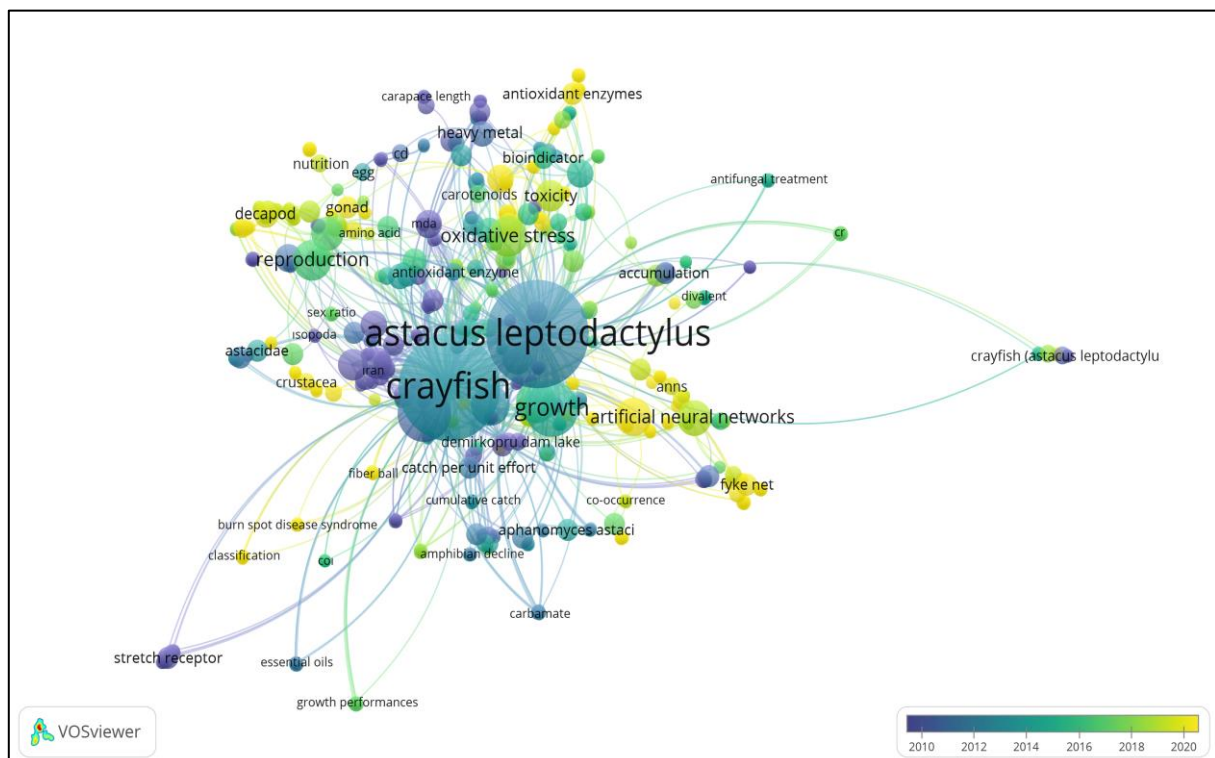 carapace length
antioxidant enzymes
heavy metal
cd
bioindicator
nutrition
egg
antifungal treatment
carotenoids
toxicity
decapod
gonad
mda
amino acid
oxidative stress
cr
reproduction
antioxidant enzyme
accumulation
divalent
sex ratio
isopoda
astacus leptodactylus
astacidae
crayfish (astacus leptodactylu
iran
crustacea
crayfish
anns
growth
artificial neural networks
demirkopru dam lake
fiber ball
catch per unit effort
fyke net
cumulative catch
co-occurrence
burn spot disease syndrome
aphanomyces astaci
classification
coi
amphibian decline
carbamate
stretch receptor
essential oils
growth performances
VOSviewer
2010 2012 2014 2016 2018 2020